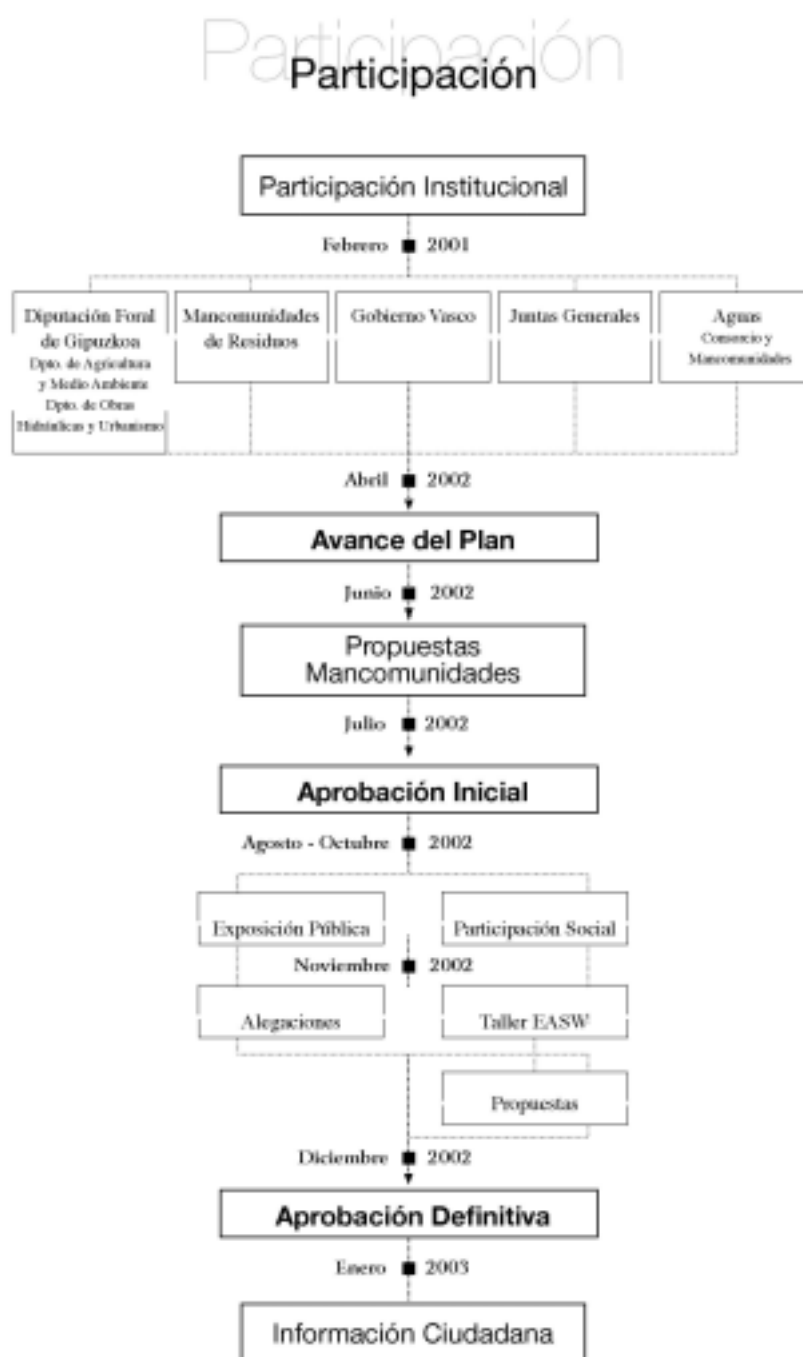 Participación
Participación
Participación Institucional
Febrero 2001
Diputación Foral
de Gipuzkoa
Dpto. de Agricultura
y Medio Ambiente
Dpto. de Obras
Hidráulicas y Urbanismo
Mancomunidades
de Residuos
Gobierno Vasco
Juntas Generales
Aguas
Consorcio y
Mancomunidades
Abril 2002
Avance del Plan
Junio 2002
Propuestas
Mancomunidades
Julio 2002
Aprobación Inicial
Agosto - Octubre 2002
Exposición Pública
Participación Social
Noviembre 2002
Alegaciones
Taller EASW
Propuestas
Diciembre 2002
Aprobación Definitiva
Enero 2003
Información Ciudadana